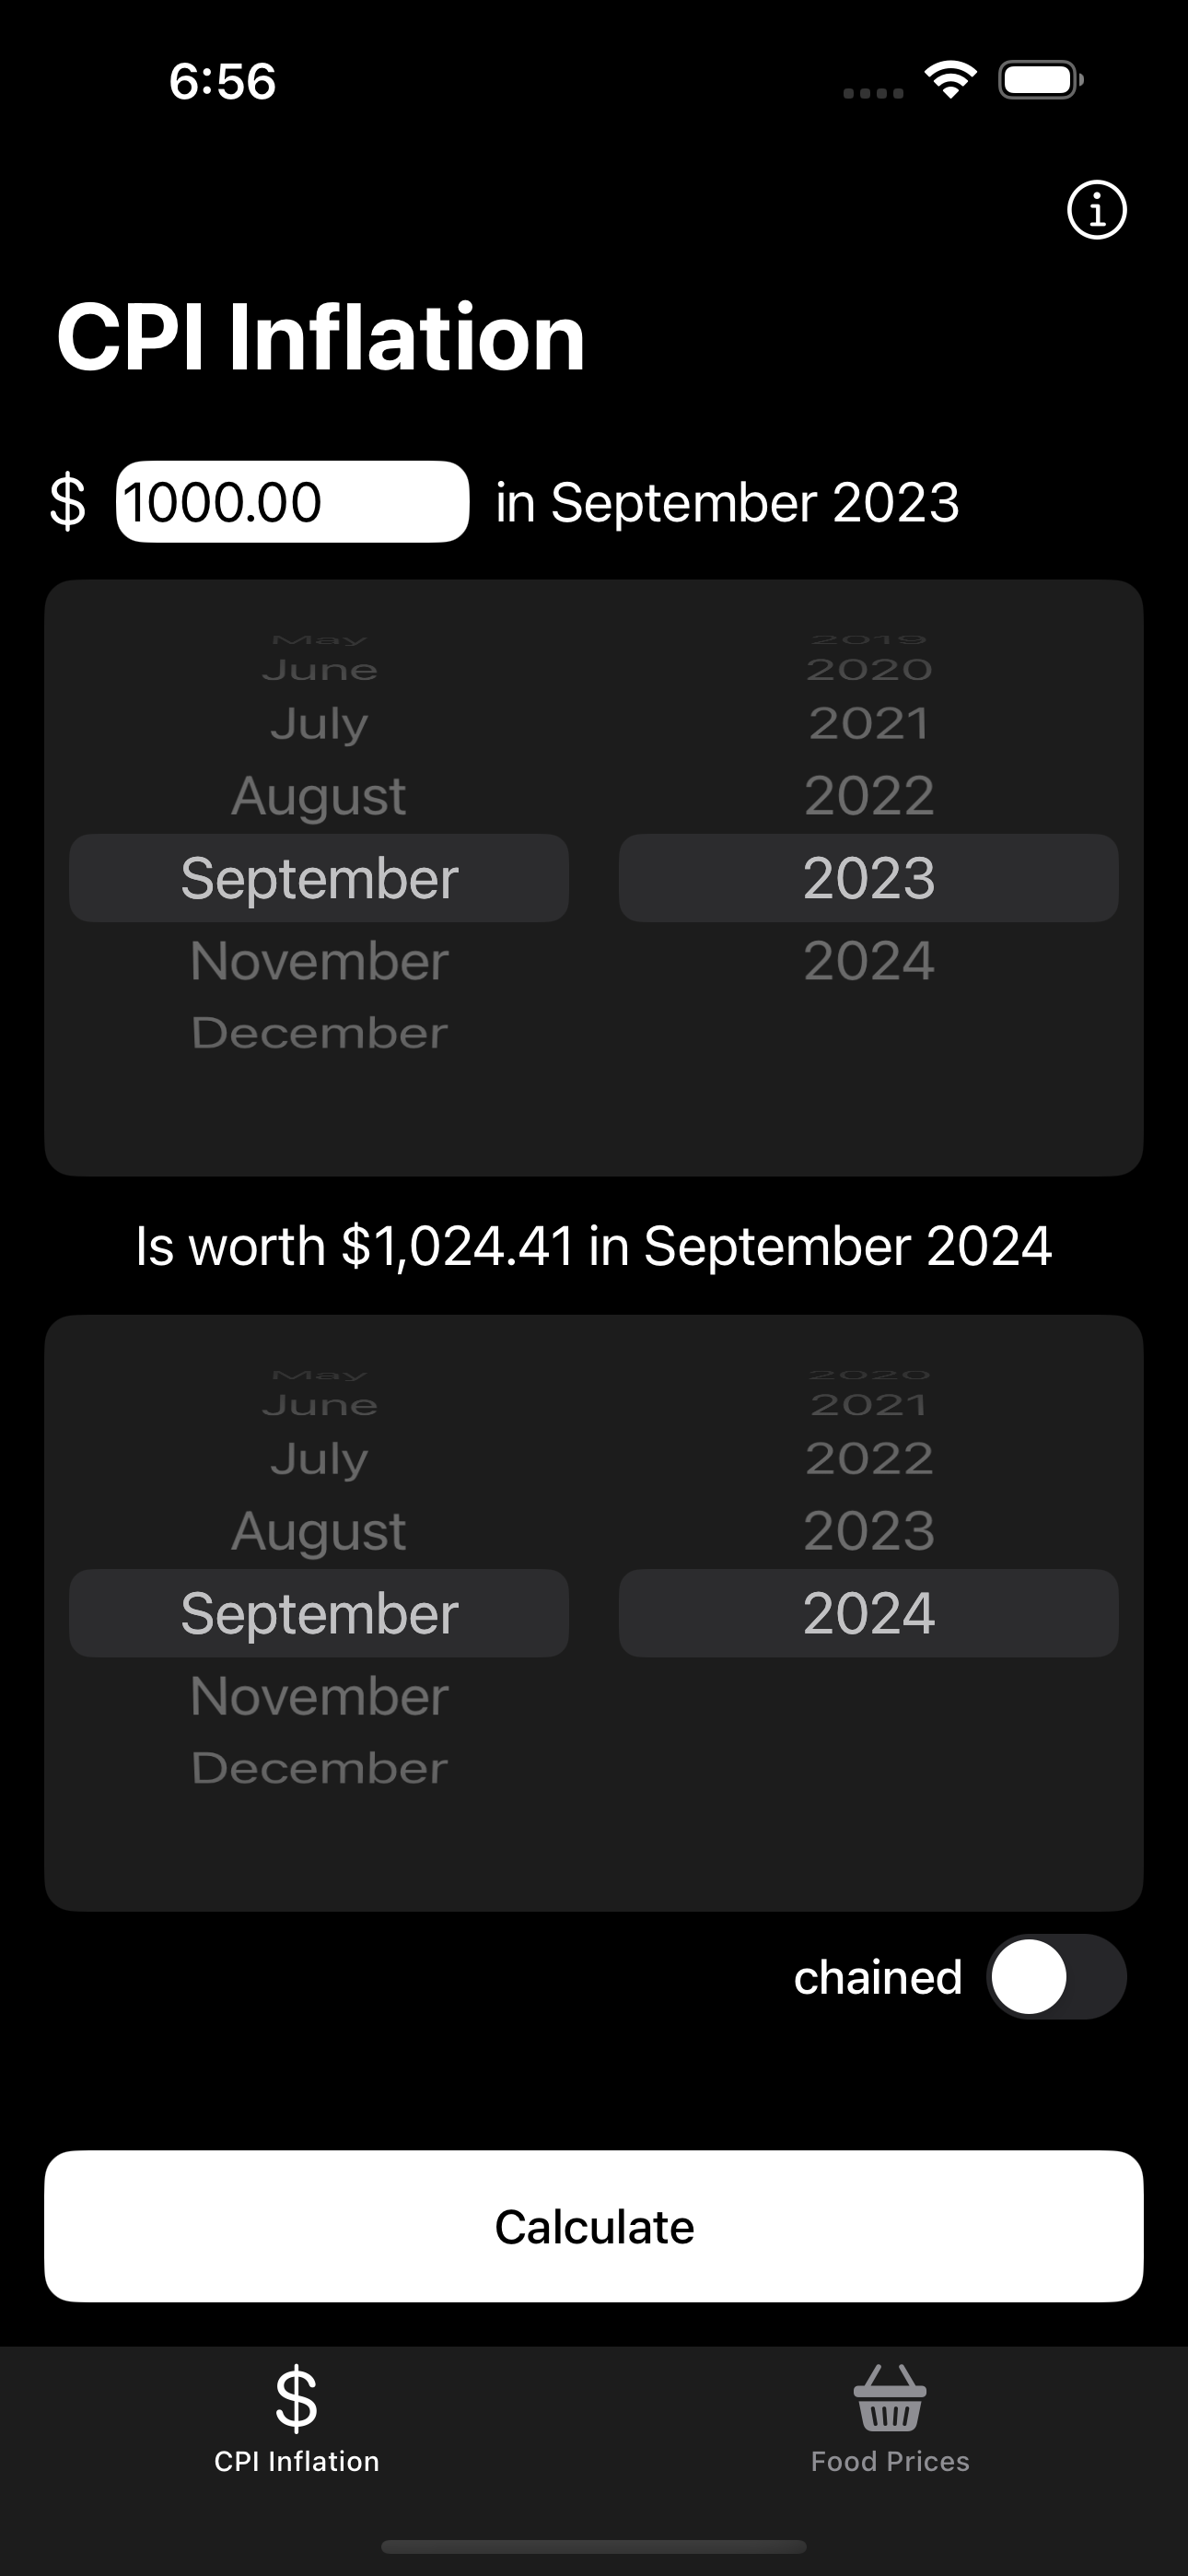 6:56
CPI Inflation
$ 1000.00 in September 2023
May 2019
June 2020
July 2021
August 2022
September 2023
November 2024
December
Is worth $1,024.41 in September 2024
May 2020
June 2021
July 2022
August 2023
September 2024
November
December
chained
Calculate
CPI Inflation Food Prices